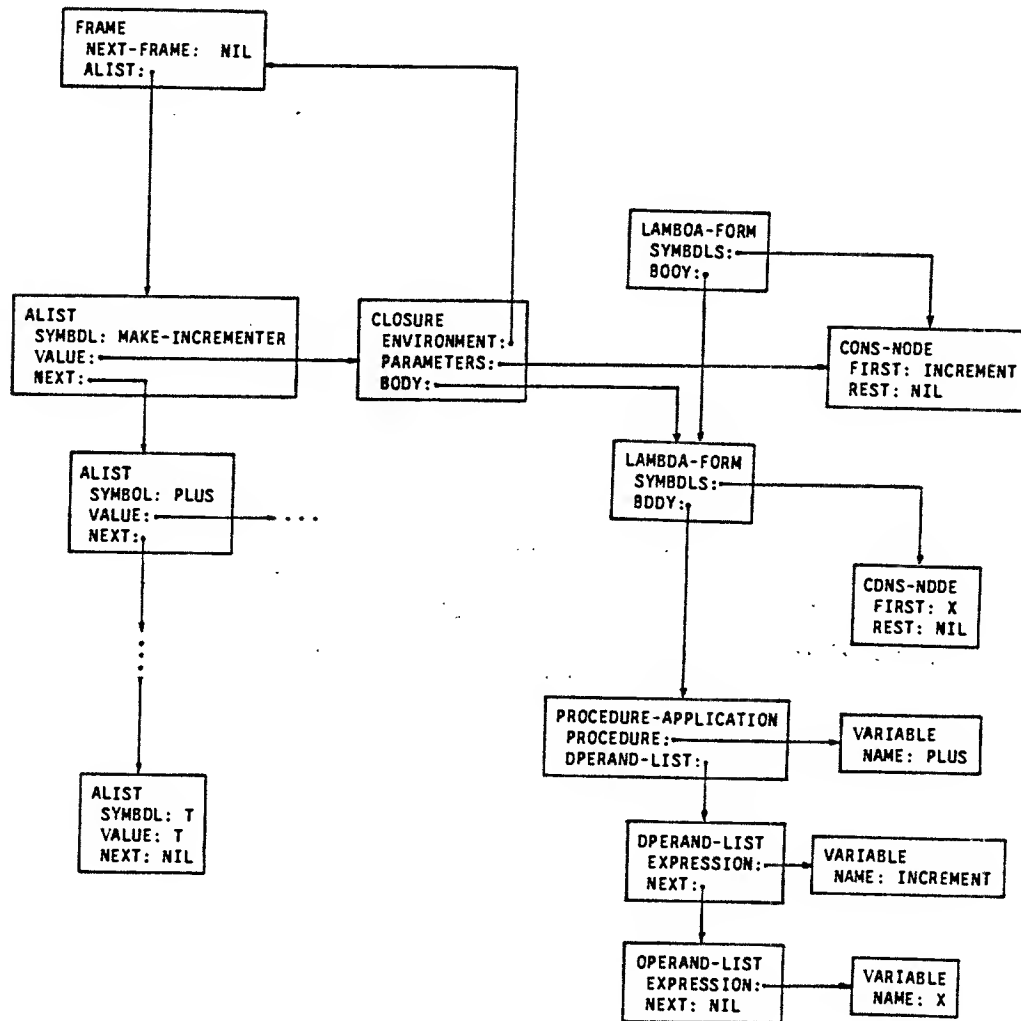 FRAME
NEXT-FRAME: NIL
ALIST:
LAMBOA-FORM
SYMBDLS:
BOOY:
ALIST
SYMBDL: MAKE-INCREMENTER
VALUE:
NEXT:
CLOSURE
ENVIRONMENT:
PARAMETERS:
BODY:
CONS-NODE
FIRST: INCREMENT
REST: NIL
ALIST
SYMBOL: PLUS
VALUE:
NEXT:
. . .
LAMBDA-FORM
SYMBDLS:
BDDY:
CDNS-NDDE
FIRST: X
REST: NIL
PROCEDURE-APPLICATION
PROCEDURE:
DPERAND-LIST:
VARIABLE
NAME: PLUS
ALIST
SYMBDL: T
VALUE: T
NEXT: NIL
DPERAND-LIST
EXPRESSION:
NEXT:
VARIABLE
NAME: INCREMENT
OPERAND-LIST
EXPRESSION:
NEXT: NIL
VARIABLE
NAME: X